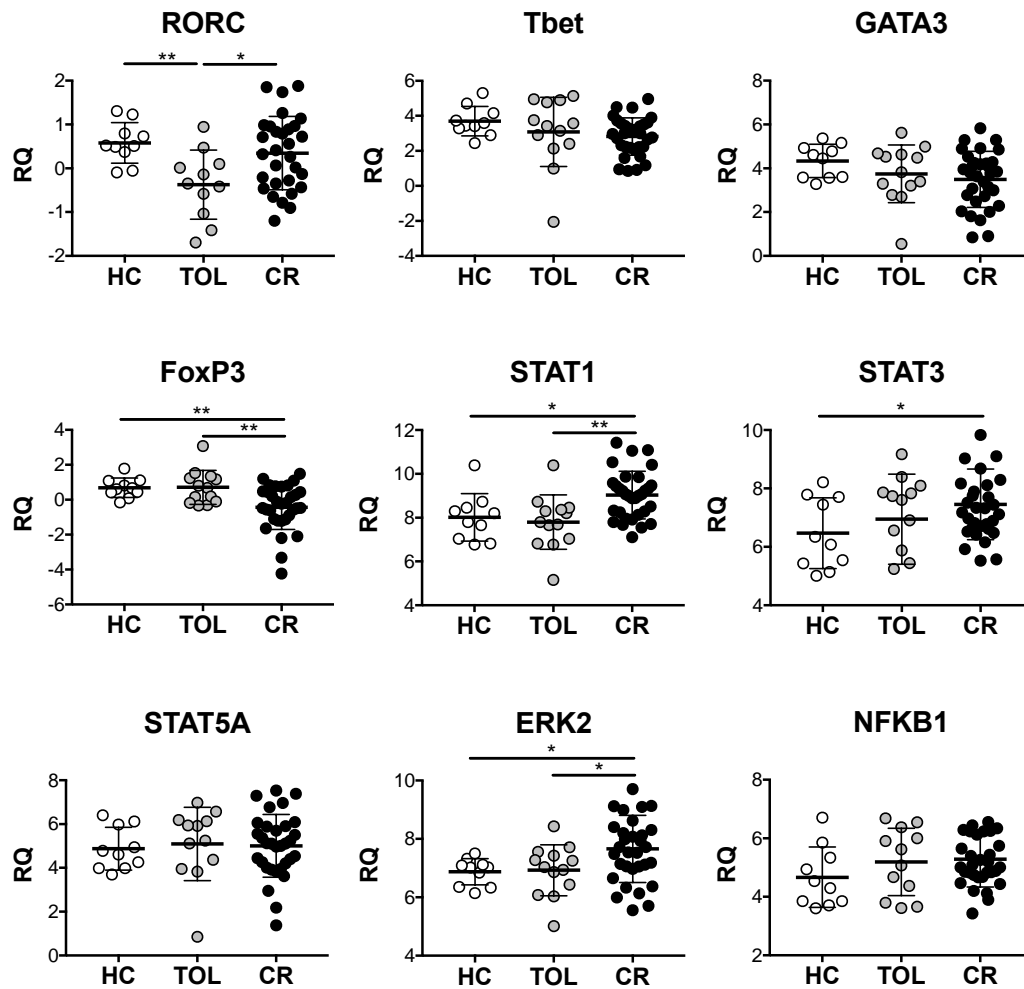 RORC
** *
RQ
2
1
0
-1
-2
HC TOL CR
Tbet
RQ
6
4
2
0
-2
-4
HC TOL CR
GATA3
RQ
8
6
4
2
0
HC TOL CR
FoxP3
**
**
RQ
4
2
0
-2
-4
-6
HC TOL CR
STAT1
*
**
RQ
12
10
8
6
4
HC TOL CR
STAT3
*
RQ
10
8
6
4
HC TOL CR
STAT5A
RQ
8
6
4
2
0
HC TOL CR
ERK2
*
*
RQ
10
8
6
4
HC TOL CR
NFKB1
RQ
8
6
4
2
HC TOL CR